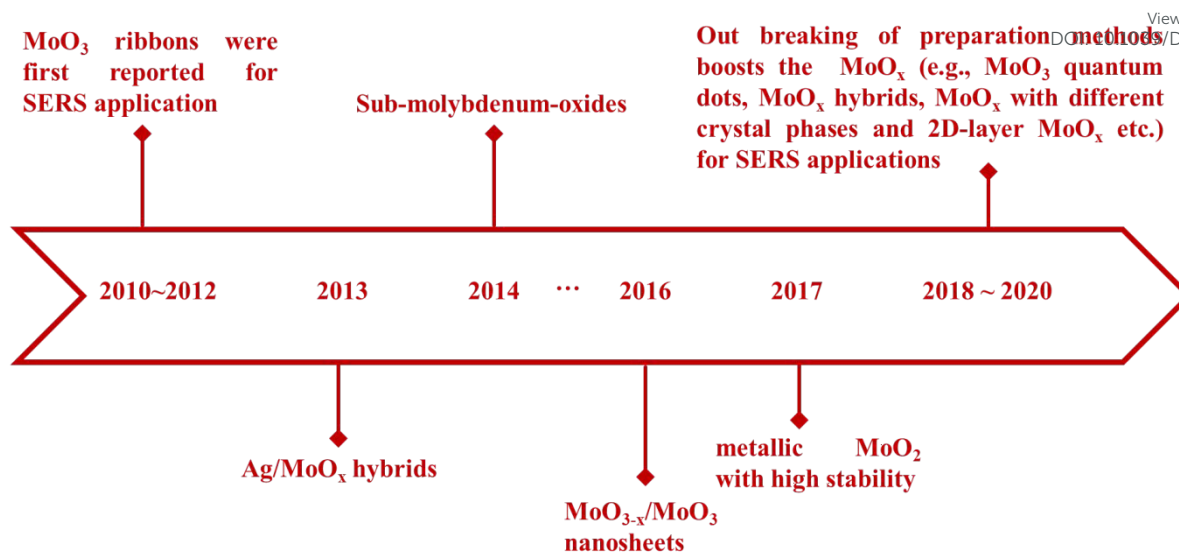 View
MoO₃ ribbons were
first reported for
SERS application
Sub-molybdenum-oxides
Out breaking of preparation methods
boosts the MoOₓ (e.g., MoO₃ quantum
dots, MoOₓ hybrids, MoOₓ with different
crystal phases and 2D-layer MoOₓ etc.)
for SERS applications
2010~2012 2013 2014 ... 2016 2017 2018 ~ 2020
Ag/MoOₓ hybrids
metallic MoO₂
with high stability
MoO₃₋ₓ/MoO₃
nanosheets